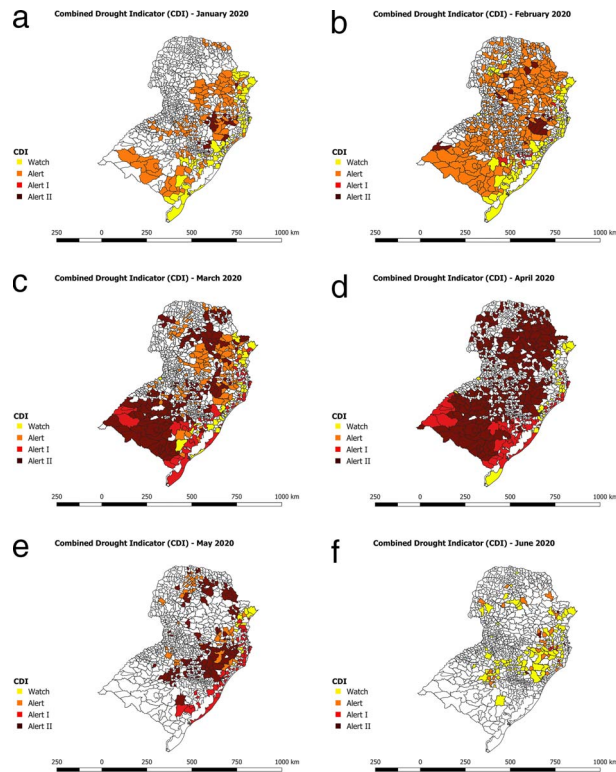 a
Combined Drought Indicator (CDI) - January 2020
CDI
Watch
Alert
Alert I
Alert II
250 0 250 500 750 1000 km
b
Combined Drought Indicator (CDI) - February 2020
CDI
Watch
Alert
Alert I
Alert II
250 0 250 500 750 1000 km
c
Combined Drought Indicator (CDI) - March 2020
CDI
Watch
Alert
Alert I
Alert II
250 0 250 500 750 1000 km
d
Combined Drought Indicator (CDI) - April 2020
CDI
Watch
Alert
Alert I
Alert II
250 0 250 500 750 1000 km
e
Combined Drought Indicator (CDI) - May 2020
CDI
Watch
Alert
Alert I
Alert II
250 0 250 500 750 1000 km
f
Combined Drought Indicator (CDI) - June 2020
CDI
Watch
Alert
Alert I
Alert II
250 0 250 500 750 1000 km